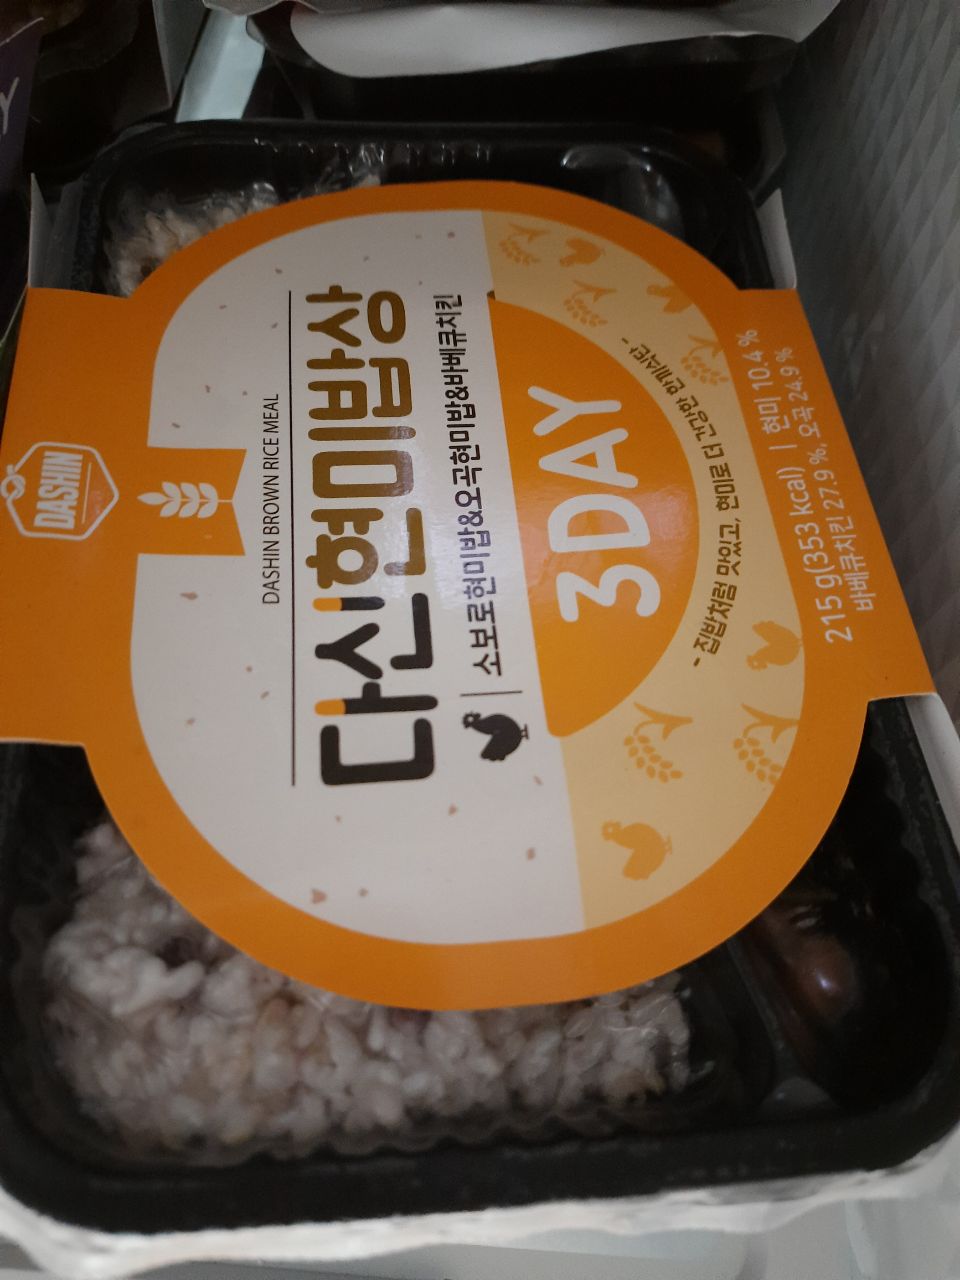 DASHIN
DASHIN BROWN RICE MEAL
다신현미밥상
소보로현미밥&오곡현미밥&바베큐치킨
3 DAY
- 집밥처럼 맛있고, 현미로 더 건강한 한끼식단 -
215 g(353 kcal) | 현미 10.4 %
바베큐치킨 27.9 %, 오곡 24.9 %